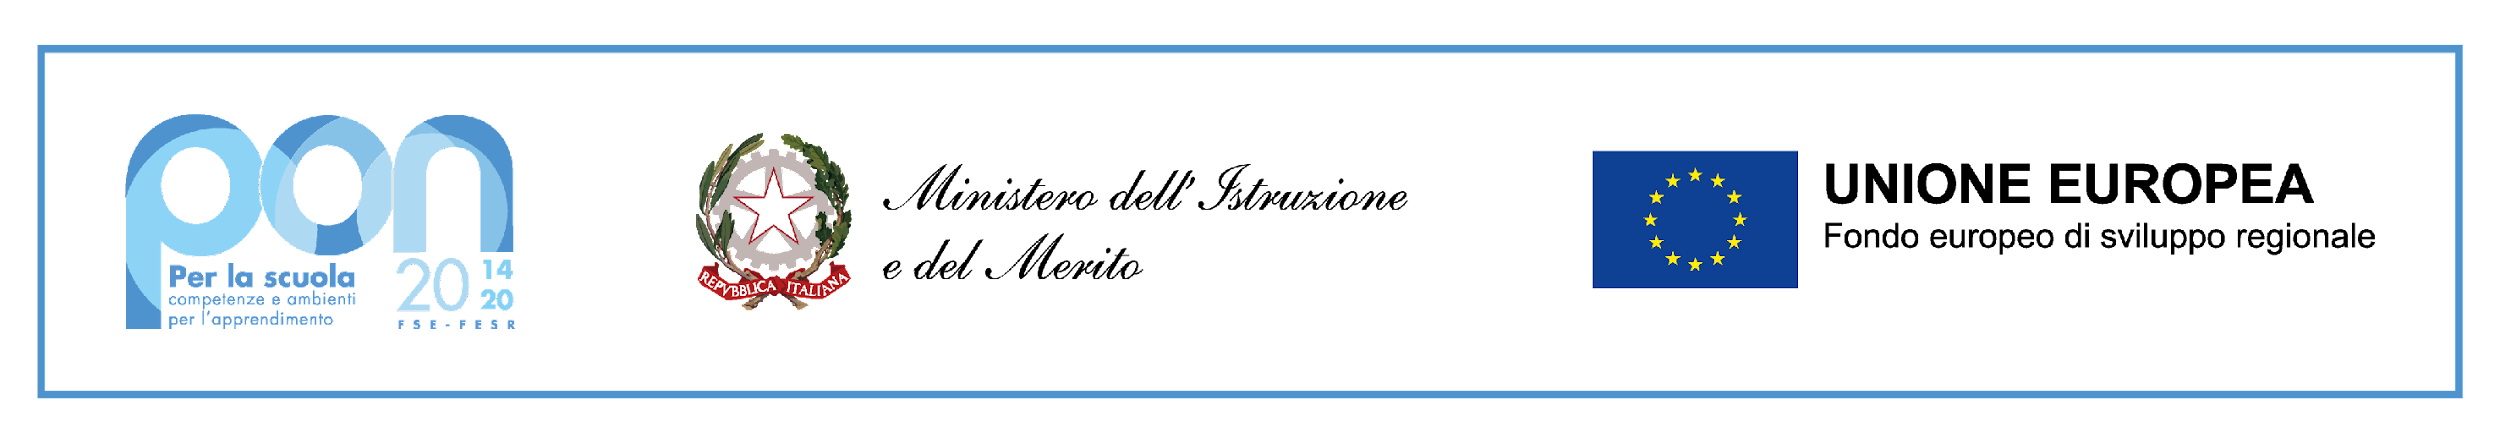 pon
Per la scuola
competenze e ambienti
per l'apprendimento
20 14
20
FSE-FESR
REPVBBLICA ITALIANA
Ministero dell'Istruzione
e del Merito
UNIONE EUROPEA
Fondo europeo di sviluppo regionale